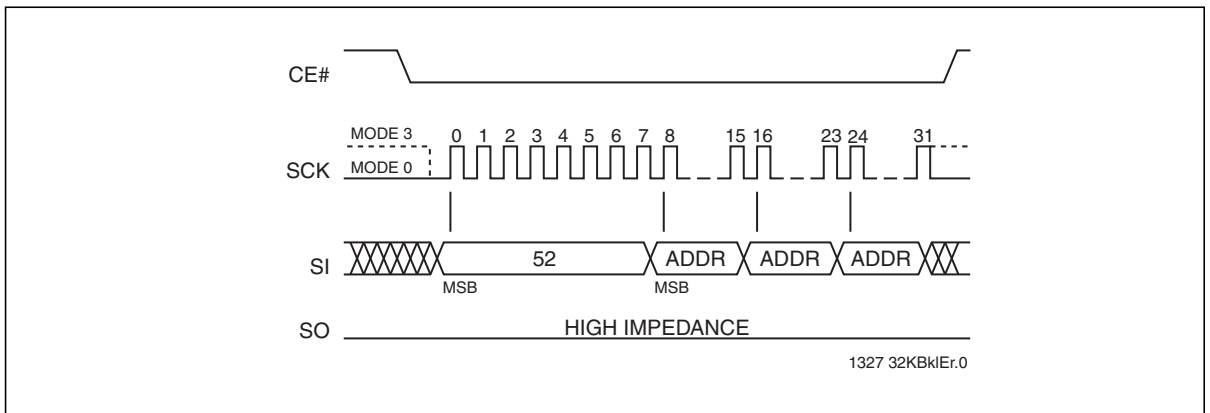 CE#
MODE 3
0 1 2 3 4 5 6 7 8 15 16 23 24 31
SCK
MODE 0
SI
52
ADDR
ADDR
ADDR
MSB
MSB
SO
HIGH IMPEDANCE
1327 32KBklEr.0